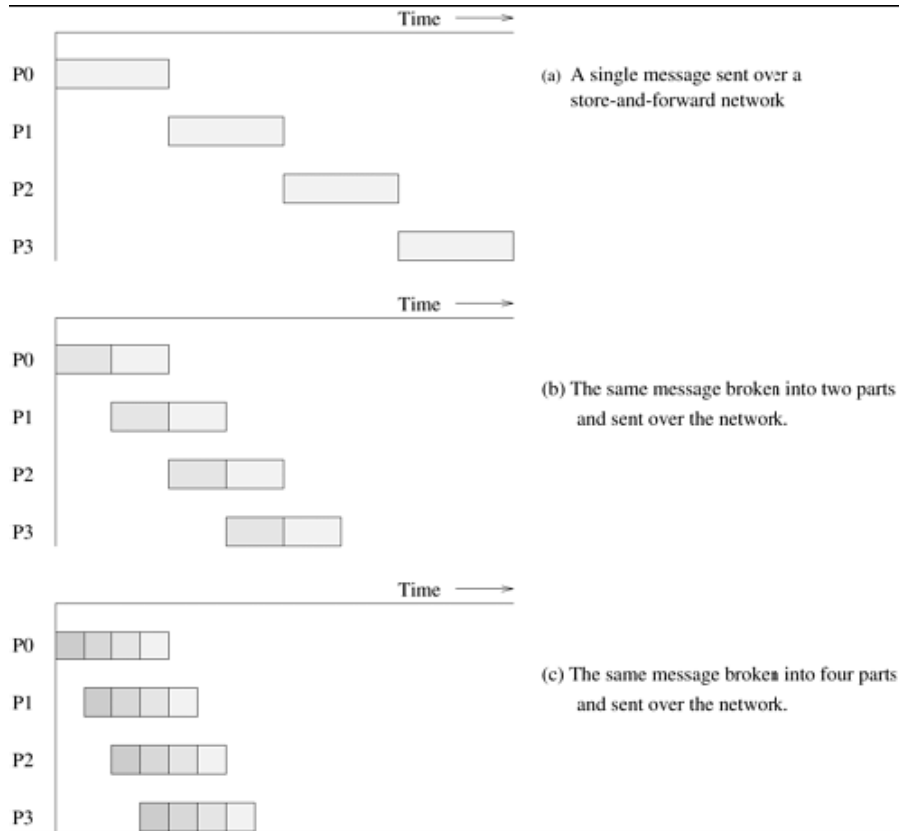 Time
P0
(a) A single message sent over a
store-and-forward network
P1
P2
P3
Time
P0
(b) The same message broken into two parts
and sent over the network.
P1
P2
P3
Time
P0
(c) The same message broken into four parts
and sent over the network.
P1
P2
P3